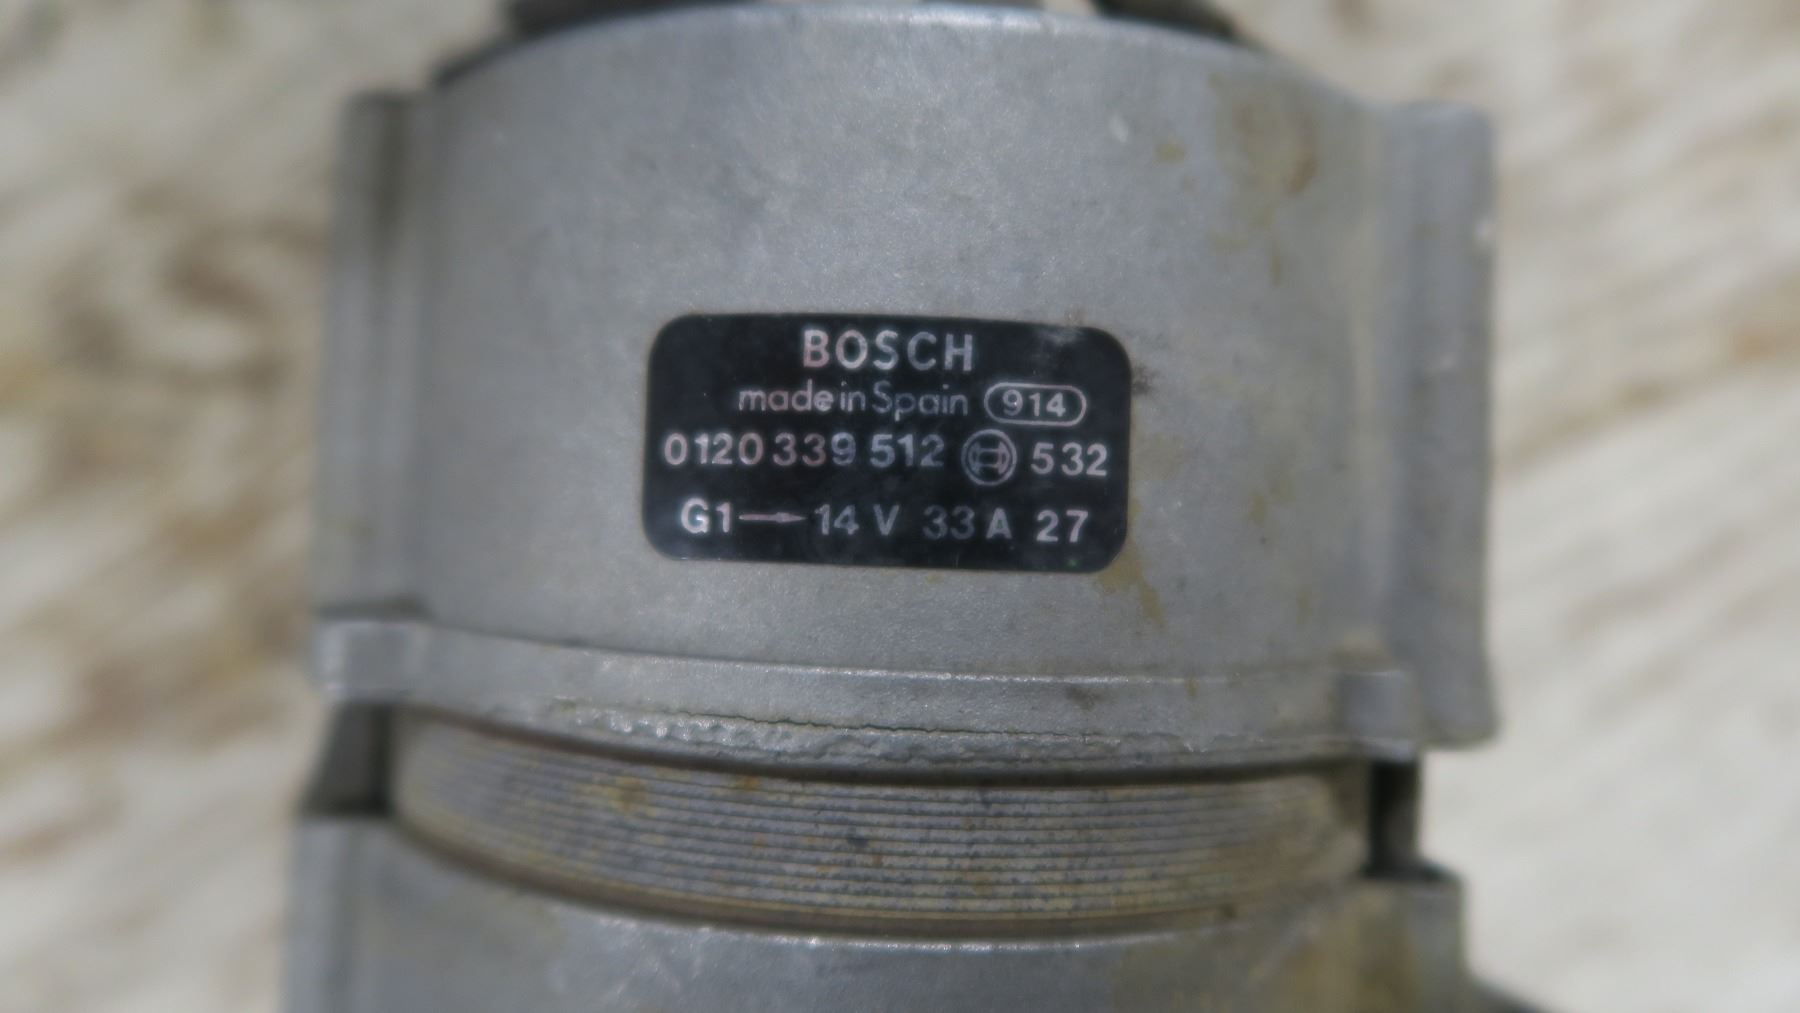 BOSCH
made in Spain 914
0120 339 512 532
G1→14 V 33 A 27